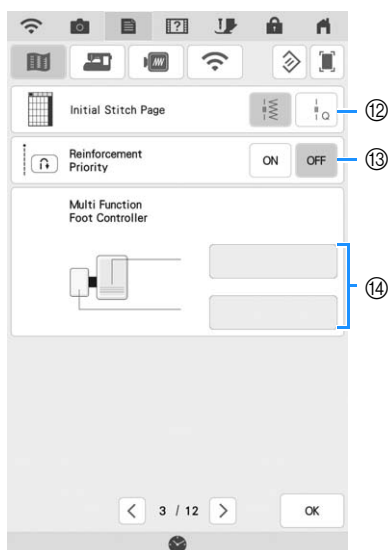 Initial Stitch Page
Q
⑫
Reinforcement
Priority
ON
OFF
⑬
Multi Function
Foot Controller
⑭
< 3 / 12 >
OK